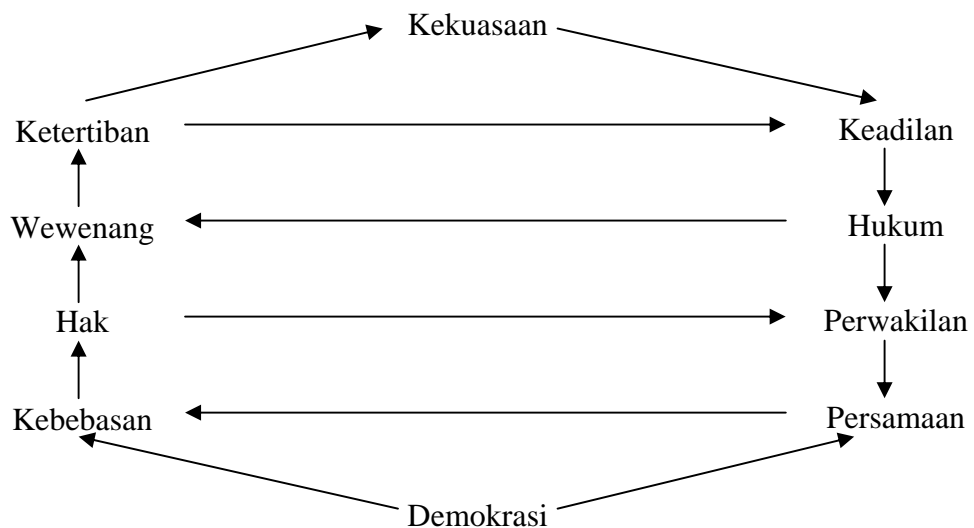 Kekuasaan
Ketertiban Keadilan
Wewenang Hukum
Hak Perwakilan
Kebebasan Persamaan
Demokrasi